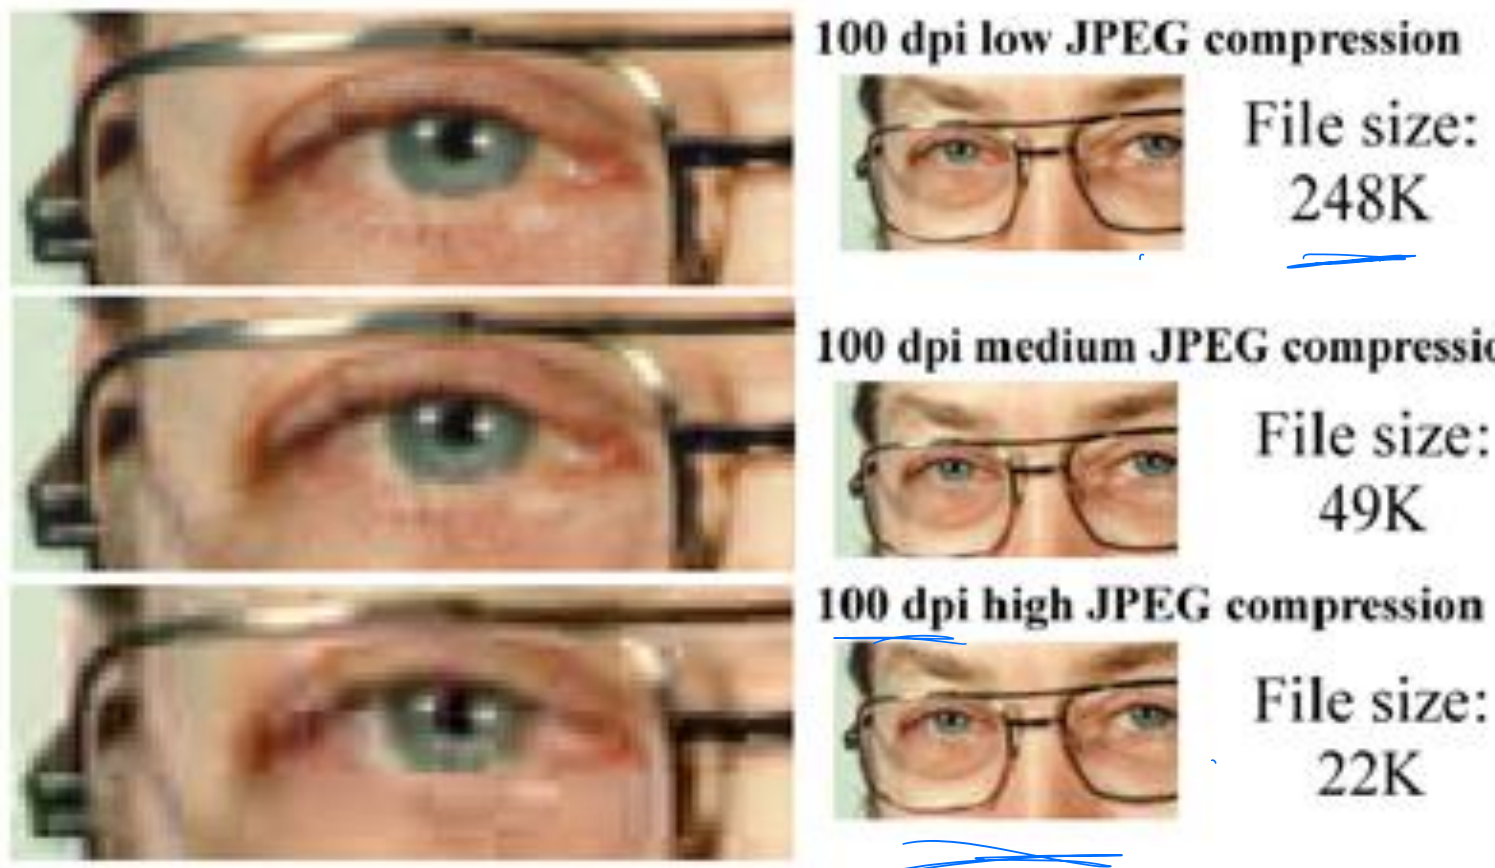 100 dpi low JPEG compression
File size:
248K
100 dpi medium JPEG compressio
File size:
49K
100 dpi high JPEG compression
File size:
22K